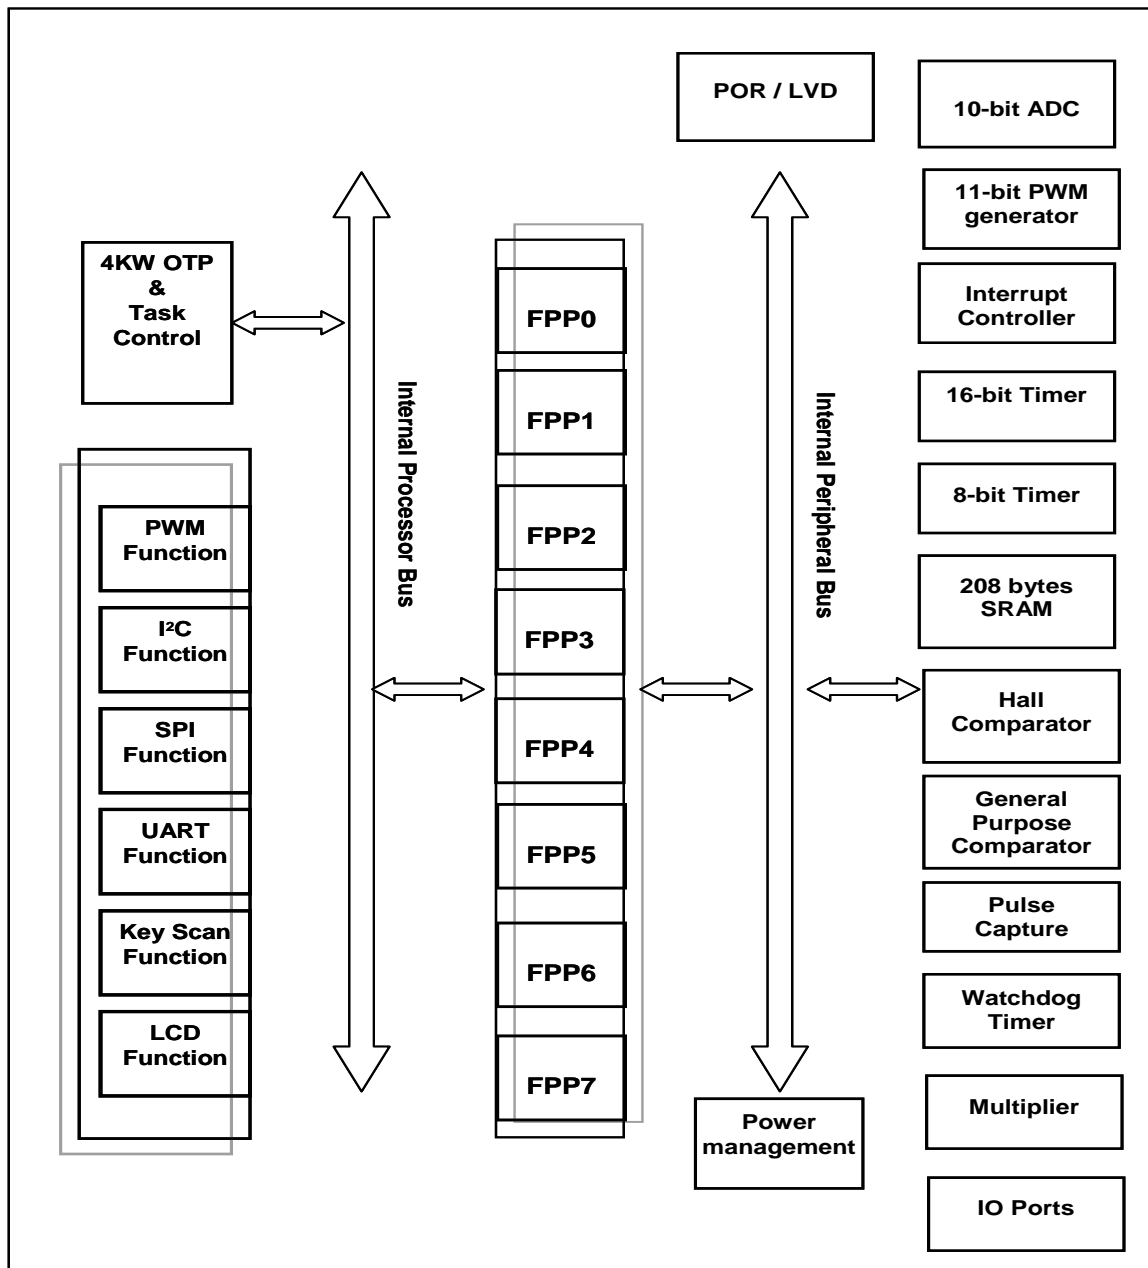 POR / LVD
10-bit ADC
11-bit PWM
generator
Interrupt
Controller
16-bit Timer
8-bit Timer
208 bytes
SRAM
Hall
Comparator
General
Purpose
Comparator
Pulse
Capture
Watchdog
Timer
Multiplier
IO Ports
4KW OTP
&
Task
Control
PWM
Function
I²C
Function
SPI
Function
UART
Function
Key Scan
Function
LCD
Function
Internal Processor Bus
FPP0
FPP1
FPP2
FPP3
FPP4
FPP5
FPP6
FPP7
Internal Peripheral Bus
Power
management